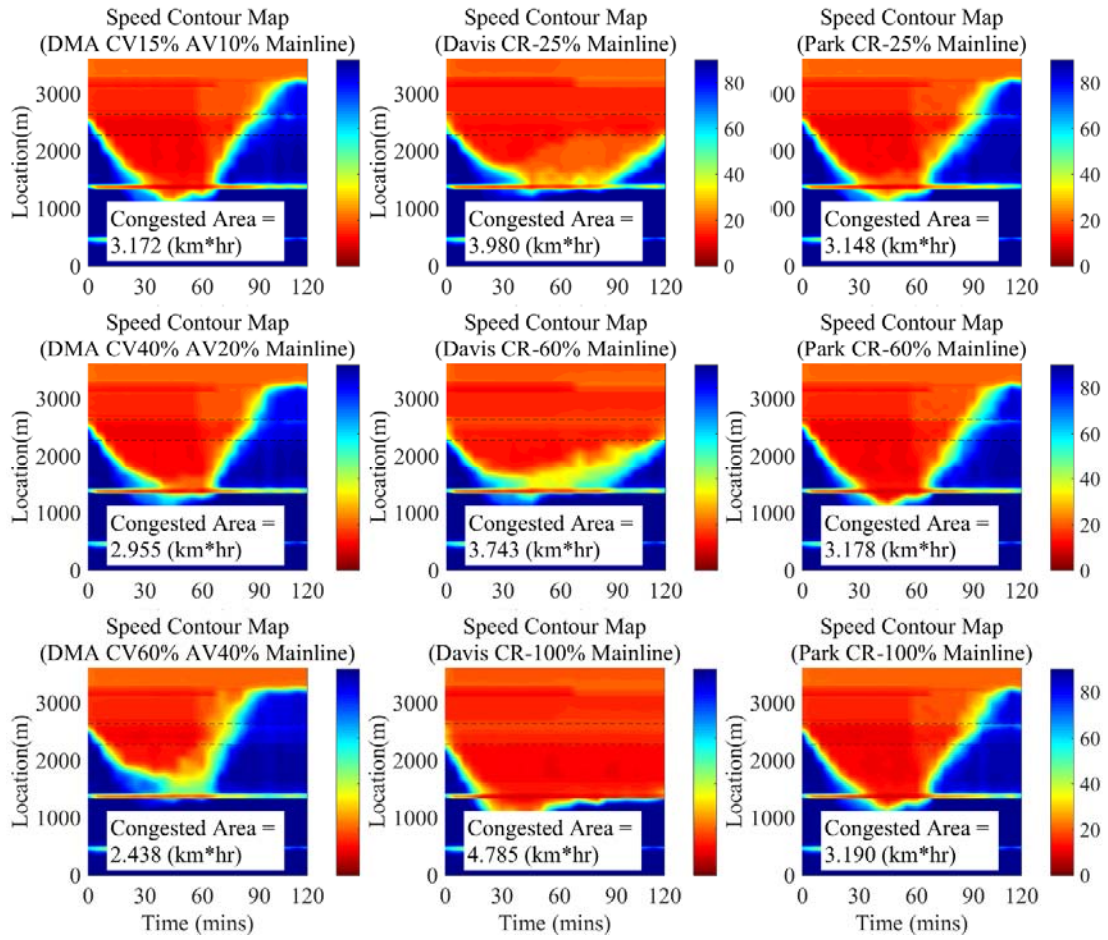 Speed Contour Map
(DMA CV15% AV10% Mainline)
Speed Contour Map
(Davis CR-25% Mainline)
Speed Contour Map
(Park CR-25% Mainline)
Location(m)
3000
2000
1000
0
Congested Area =
3.172 (km*hr)
0 30 60 90 120
Location(m)
Congested Area =
3.980 (km*hr)
0 30 60 90 120
80
60
40
20
0
Location(m)
000
000
000
0
Congested Area =
3.148 (km*hr)
0 30 60 90 120
80
60
40
20
0
Speed Contour Map
(DMA CV40% AV20% Mainline)
Speed Contour Map
(Davis CR-60% Mainline)
Speed Contour Map
(Park CR-60% Mainline)
Location(m)
3000
2000
1000
0
Congested Area =
2.955 (km*hr)
0 30 60 90 120
Location(m)
Congested Area =
3.743 (km*hr)
0 30 60 90 120
Location(m)
3000
2000
1000
0
Congested Area =
3.178 (km*hr)
0 30 60 90 120
80
60
40
20
0
Speed Contour Map
(DMA CV60% AV40% Mainline)
Speed Contour Map
(Davis CR-100% Mainline)
Speed Contour Map
(Park CR-100% Mainline)
Location(m)
3000
2000
1000
0
Congested Area =
2.438 (km*hr)
0 30 60 90 120
Time (mins)
Location(m)
Congested Area =
4.785 (km*hr)
0 30 60 90 120
Time (mins)
Location(m)
3000
2000
1000
0
Congested Area =
3.190 (km*hr)
0 30 60 90 120
Time (mins)
80
60
40
20
0